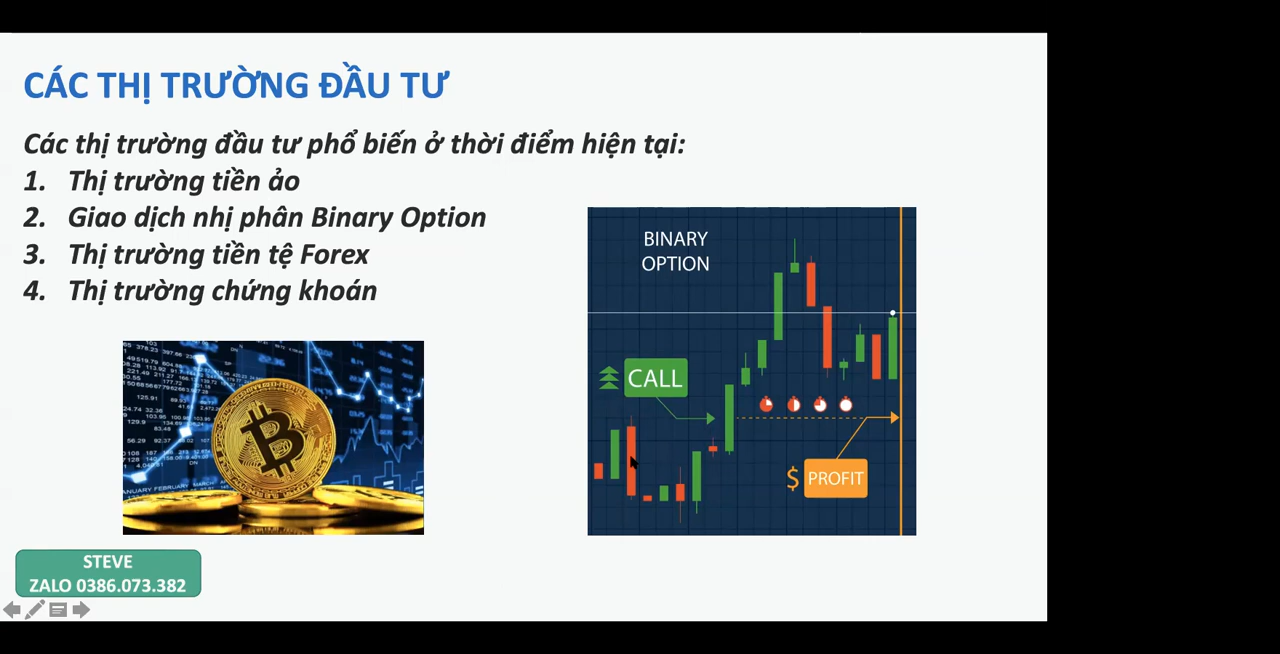 CÁC THỊ TRƯỜNG ĐẦU TƯ
Các thị trường đầu tư phổ biến ở thời điểm hiện tại:
1. Thị trường tiền ảo
2. Giao dịch nhị phân Binary Option
3. Thị trường tiền tệ Forex
4. Thị trường chứng khoán
BINARY
OPTION
CALL
$ PROFIT
STEVE
ZALO 0386.073.382